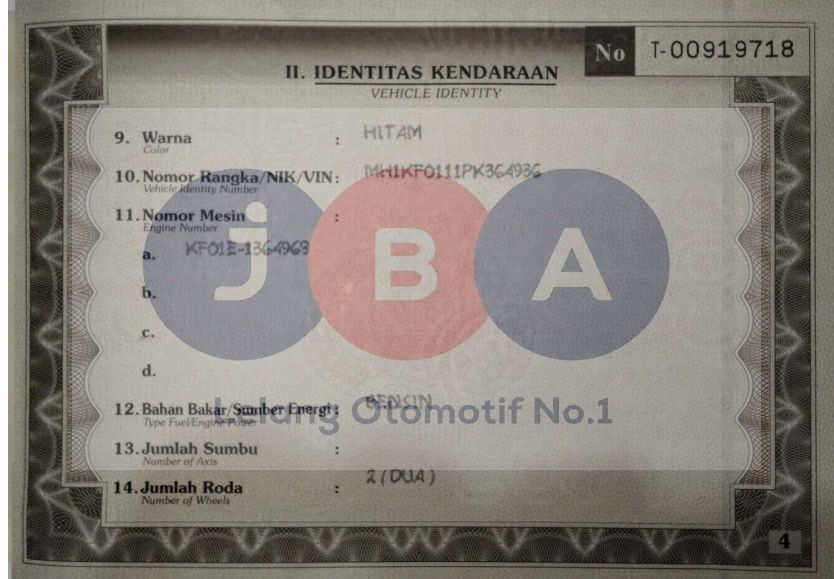 No T-00919718
II. IDENTITAS KENDARAAN
VEHICLE IDENTITY
9. Warna : HITAM
Color
10. Nomor Rangka/NIK/VIN : MH1KF0111PK364936
Vehicle Identity Number
11. Nomor Mesin :
Engine Number
a. KF01E-1364963
b.
c.
d.
jBA
Lelang Otomotif No.1
12. Bahan Bakar/Sumber Energi : BENSIN
Type Fuel/Engine Power
13. Jumlah Sumbu :
Number of Axis
14. Jumlah Roda : 2 (DUA)
Number of Wheels
4